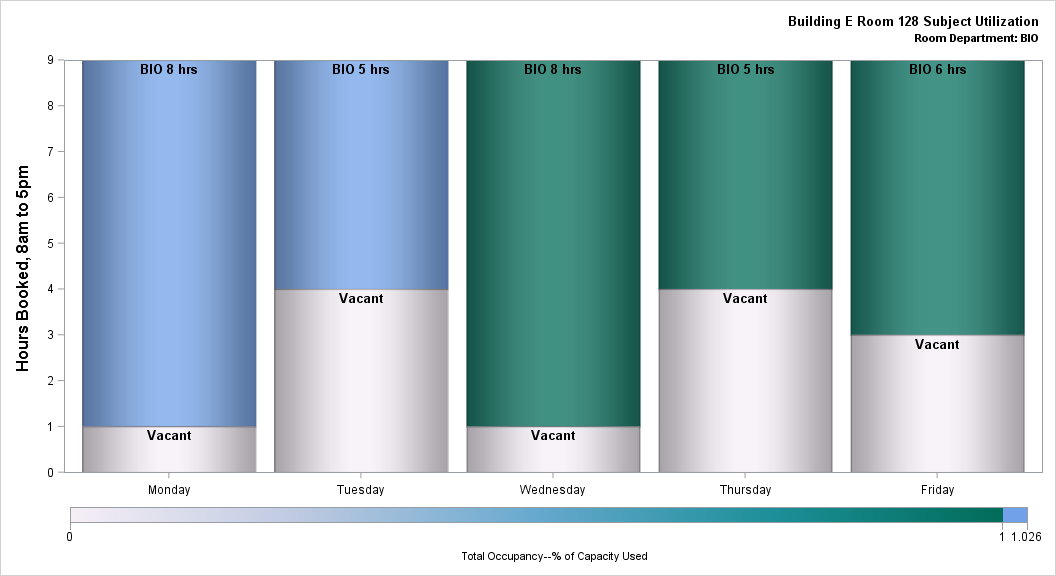 Building E Room 128 Subject Utilization
Room Department: BIO
Hours Booked, 8am to 5pm
9
8
7
6
5
4
3
2
1
0
BIO 8 hrs
BIO 5 hrs
BIO 8 hrs
BIO 5 hrs
BIO 6 hrs
Vacant
Vacant
Vacant
Vacant
Vacant
Monday
Tuesday
Wednesday
Thursday
Friday
0
1
1.026
Total Occupancy--% of Capacity Used